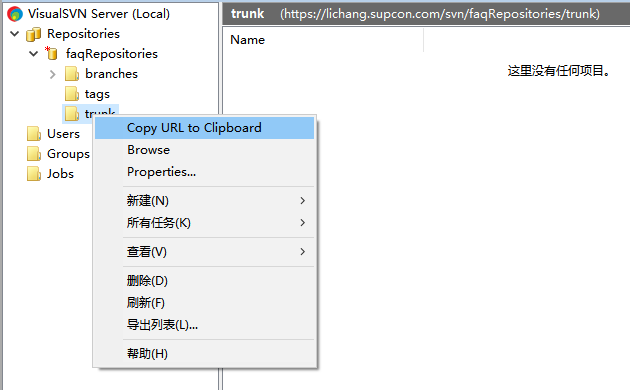 VisualSVN Server (Local)
Repositories
faqRepositories
branches
tags
trunk
Users
Groups
Jobs
trunk (https://lichang.supcon.com/svn/faqRepositories/trunk)
Name
这里没有任何项目。
Copy URL to Clipboard
Browse
Properties...
新建(N)
所有任务(K)
查看(V)
删除(D)
刷新(F)
导出列表(L)...
帮助(H)